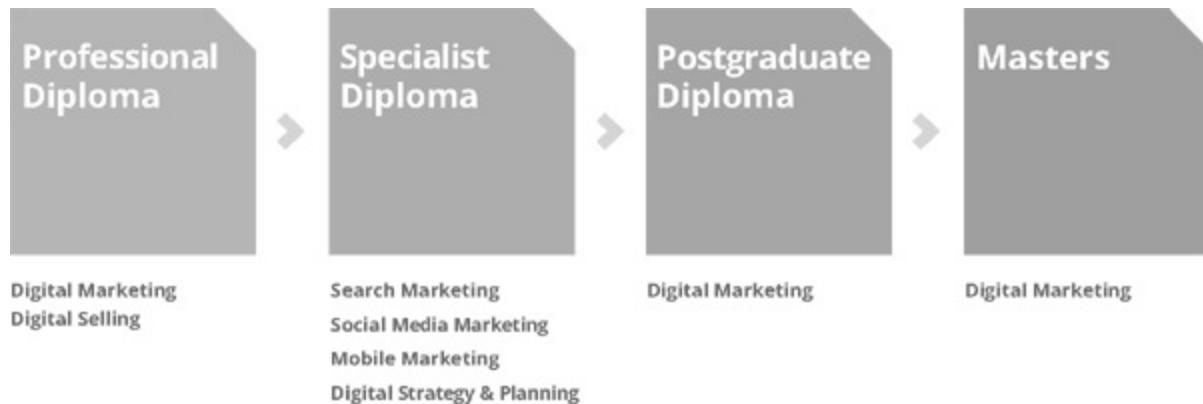 Professional
Diploma
Specialist
Diploma
Postgraduate
Diploma
Masters
Digital Marketing
Digital Selling
Search Marketing
Social Media Marketing
Mobile Marketing
Digital Strategy & Planning
Digital Marketing
Digital Marketing